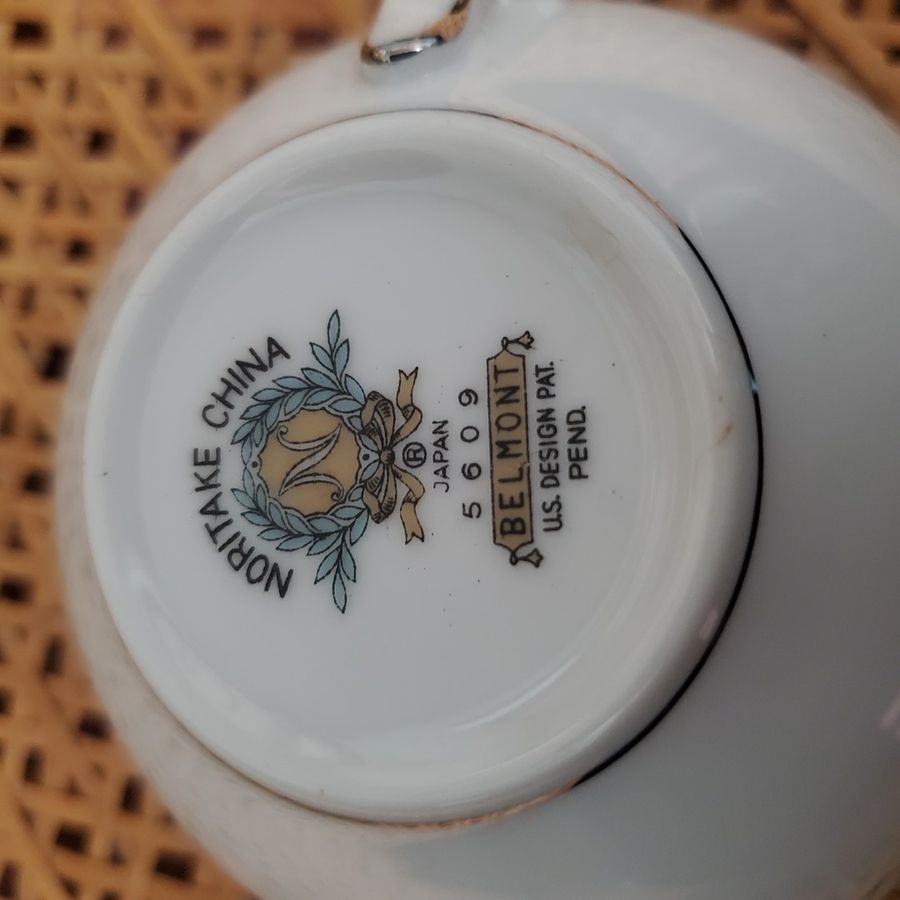 NORITAKE CHINA
N
®
JAPAN
5609
BELMONT
U.S. DESIGN PAT.
PEND.